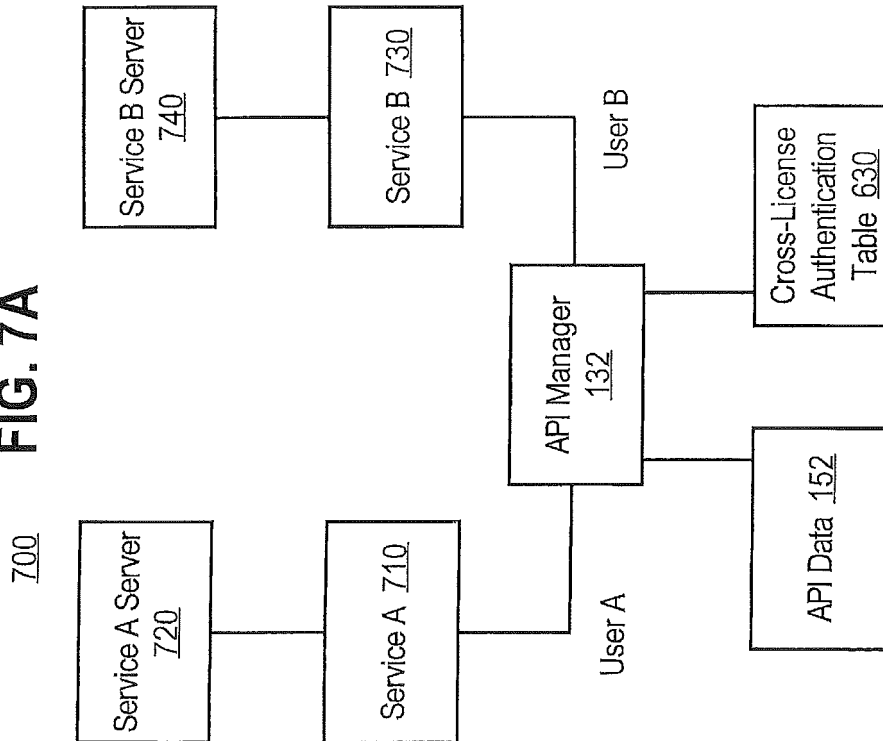 FIG. 7A
700
Service A Server
720
Service B Server
740
Service A 710
Service B 730
User A
API Manager
132
User B
API Data 152
Cross-License
Authentication
Table 630